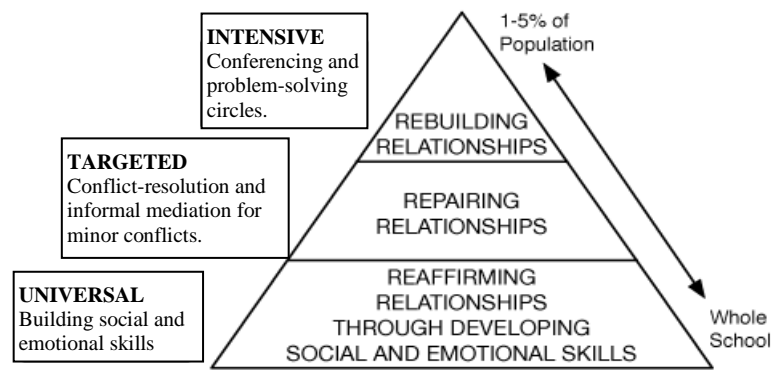 INTENSIVE
Conferencing and
problem-solving
circles.
1-5% of
Population
REBUILDING
RELATIONSHIPS
TARGETED
Conflict-resolution and
informal mediation for
minor conflicts.
REPAIRING
RELATIONSHIPS
UNIVERSAL
Building social and
emotional skills
REAFFIRMING
RELATIONSHIPS
THROUGH DEVELOPING
SOCIAL AND EMOTIONAL SKILLS
Whole
School